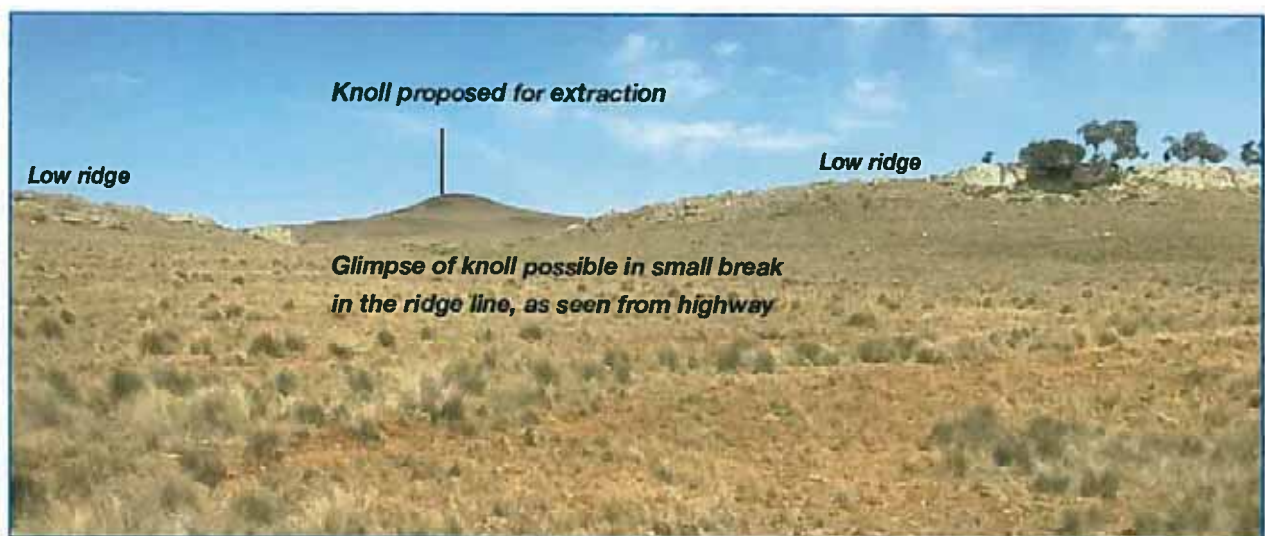 Knoll proposed for extraction
Low ridge
Low ridge
Glimpse of knoll possible in small break
in the ridge line, as seen from highway